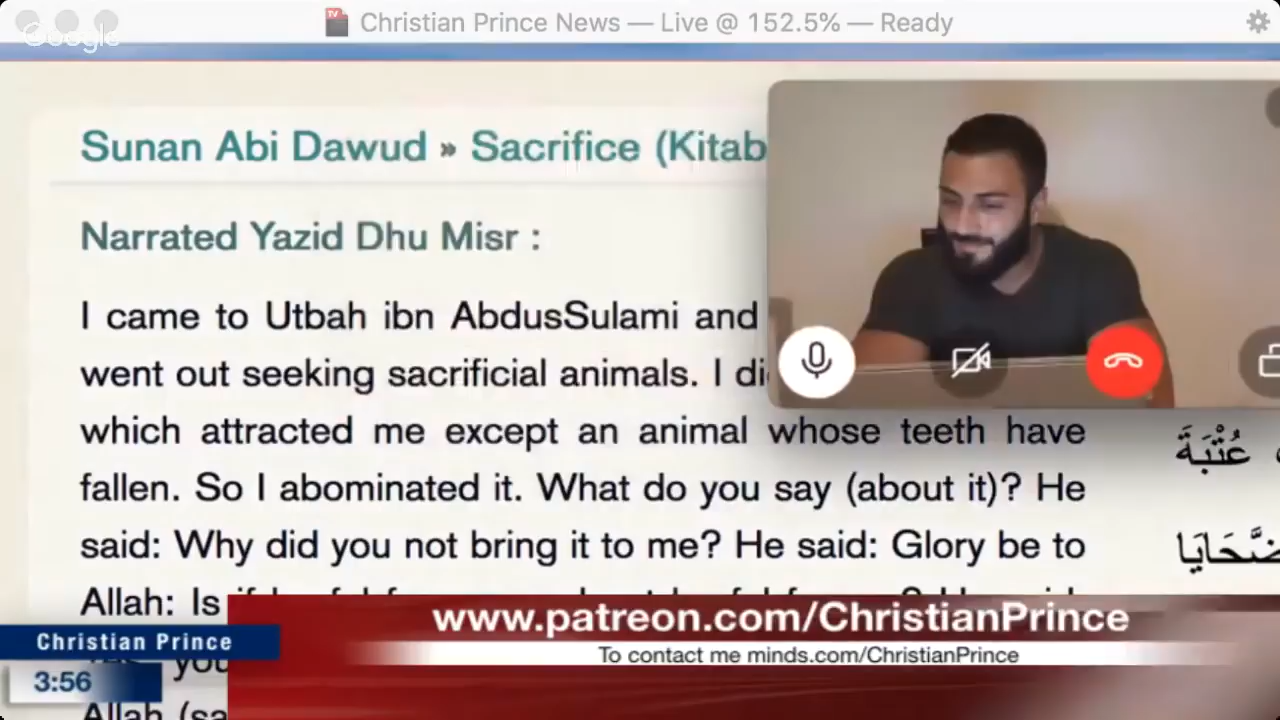 Christian Prince News — Live @ 152.5% — Ready
Google
Sunan Abi Dawud » Sacrifice (Kitab
Narrated Yazid Dhu Misr :
I came to Utbah ibn AbdusSulami and
went out seeking sacrificial animals. I di
which attracted me except an animal whose teeth have
fallen. So I abominated it. What do you say (about it)? He
said: Why did you not bring it to me? He said: Glory be to
Allah: Is
you
Allah (sa
عُتْبَةَ
www.patreon.com/ChristianPrince
To contact me minds.com/ChristianPrince
Christian Prince
3:56